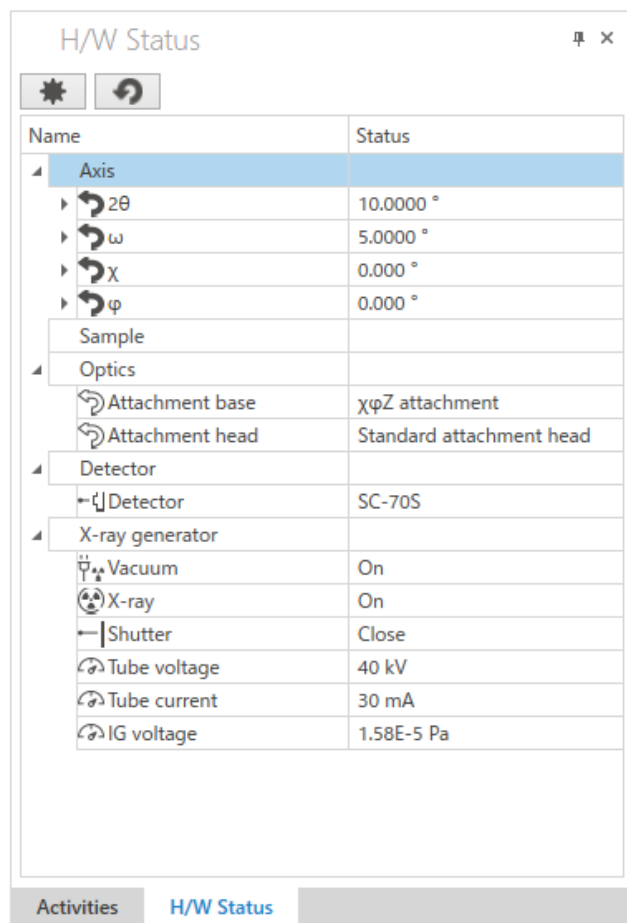 H/W Status
Name Status
Axis
2θ 10.0000 °
ω 5.0000 °
χ 0.000 °
φ 0.000 °
Sample
Optics
Attachment base χφZ attachment
Attachment head Standard attachment head
Detector
Detector SC-70S
X-ray generator
Vacuum On
X-ray On
Shutter Close
Tube voltage 40 kV
Tube current 30 mA
IG voltage 1.58E-5 Pa
Activities H/W Status